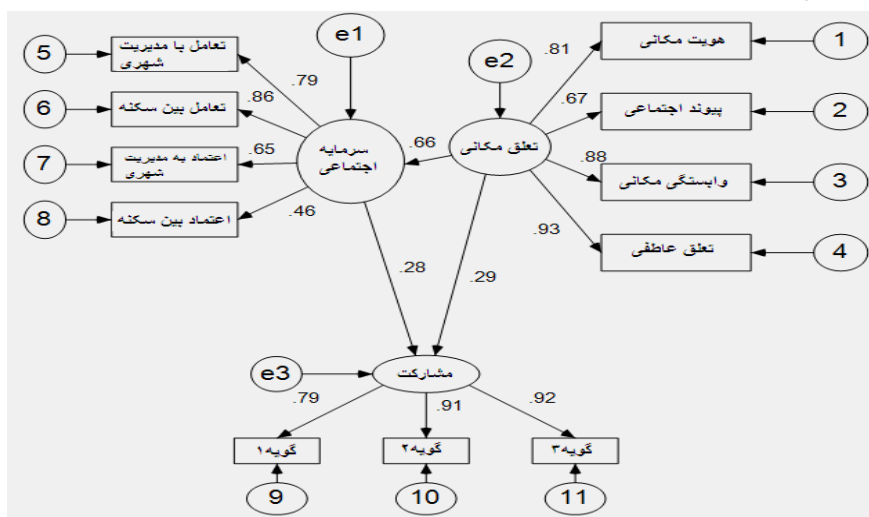 e1
e2
5
تعامل با مدیریت
شهری
.79
.81
هویت مکانی
1
6
تعامل بین سکنه
.86
.67
پیوند اجتماعی
2
7
اعتماد به مدیریت
شهری
.65
سرمایه
اجتماعی
.66
تعلق مکانی
.88
وابستگی مکانی
3
8
اعتماد بین سکنه
.46
.93
تعلق عاطفی
4
.28
.29
e3
مشارکت
.79
.91
.92
گویه۱
گویه۲
گویه۳
9
10
11